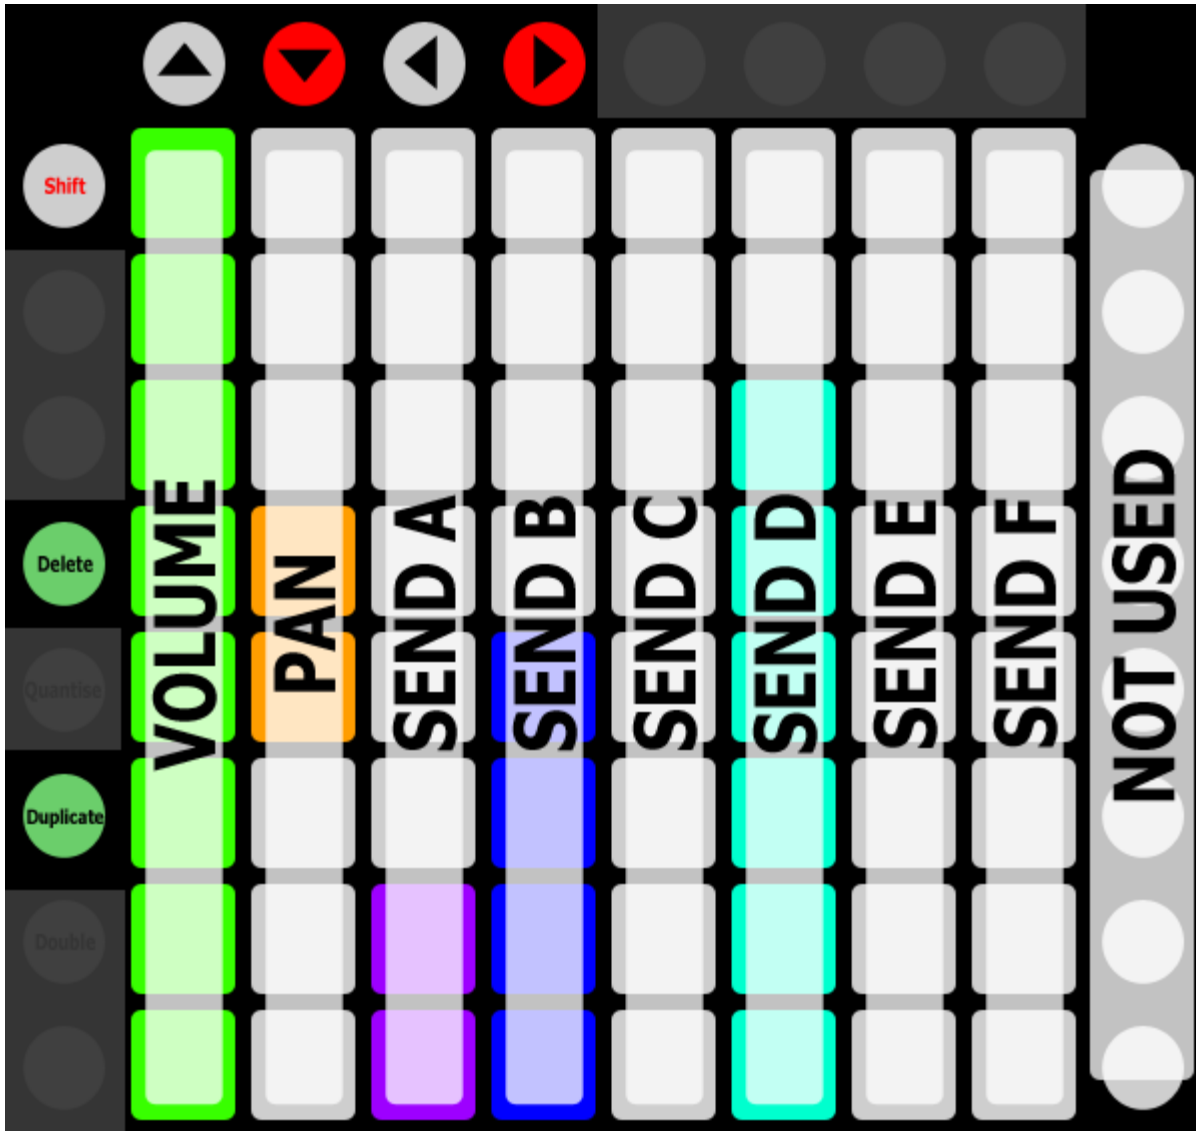 Shift
Delete
Quantise
Duplicate
Double
VOLUME
PAN
SEND A
SEND B
SEND C
SEND D
SEND E
SEND F
NOT USED